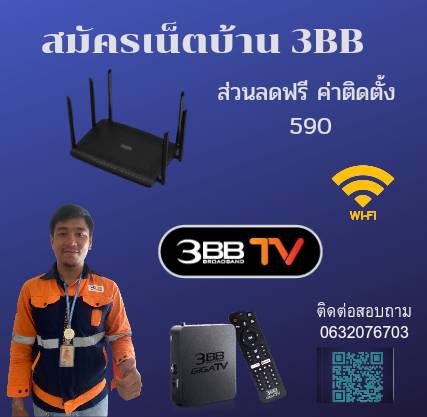 สมัครเน็ตบ้าน 3BB
ส่วนลดฟรี ค่าติดตั้ง
590
WI-FI
3BB TV
BROADBAND
ติดต่อสอบถาม
0632076703
3BB
GIGATV